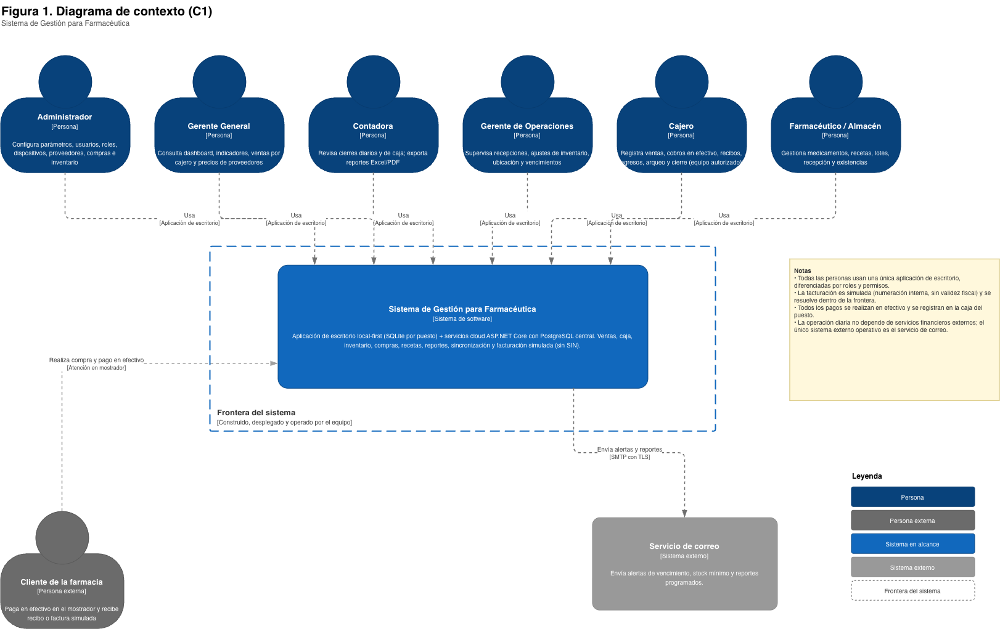 Figura 1. Diagrama de contexto (C1)
Sistema de Gestión para Farmacéutica
Administrador
[Persona]
Configura parámetros, usuarios, roles,
dispositivos, proveedores, compras e
inventario
Gerente General
[Persona]
Consulta dashboard, indicadores, ventas por
cajero y precios de proveedores
Contadora
[Persona]
Revisa cierres diarios y de caja; exporta
reportes Excel/PDF
Gerente de Operaciones
[Persona]
Supervisa recepciones, ajustes de inventario,
ubicación y vencimientos
Cajero
[Persona]
Registra ventas, cobros en efectivo, recibos,
egresos, arqueo y cierre (equipo autorizado)
Farmacéutico / Almacén
[Persona]
Gestiona medicamentos, recetas, lotes,
recepción y existencias
Usa
[Aplicación de escritorio]
Usa
[Aplicación de escritorio]
Usa
[Aplicación de escritorio]
Usa
[Aplicación de escritorio]
Usa
[Aplicación de escritorio]
Usa
[Aplicación de escritorio]
Sistema de Gestión para Farmacéutica
[Sistema de software]
Aplicación de escritorio local-first (SQLite por puesto) + servicios cloud ASP.NET Core con PostgreSQL central. Ventas, caja,
inventario, compras, recetas, reportes, sincronización y facturación simulada (sin SIN).
Notas
• Todas las personas usan una única aplicación de escritorio,
diferenciadas por roles y permisos.
• La facturación es simulada (numeración interna, sin validez fiscal) y se
resuelve dentro de la frontera.
• Todos los pagos se realizan en efectivo y se registran en la caja del
puesto.
• La operación diaria no depende de servicios financieros externos; el
único sistema externo operativo es el servicio de correo.
Realiza compra y pago en efectivo
[Atención en mostrador]
Frontera del sistema
[Construido, desplegado y operado por el equipo]
Envía alertas y reportes
[SMTP con TLS]
Cliente de la farmacia
[Persona externa]
Paga en efectivo en el mostrador y recibe
recibo o factura simulada
Servicio de correo
[Sistema externo]
Envía alertas de vencimiento, stock mínimo y reportes
programados.
Leyenda
Persona
Persona externa
Sistema en alcance
Sistema externo
Frontera del sistema